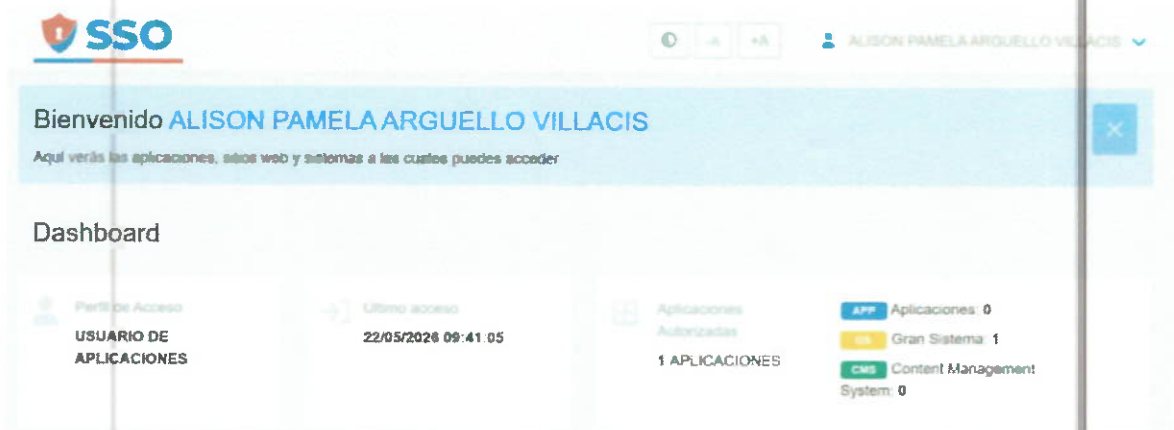 SSO
-A +A ALISON PAMELA ARGUELLO VILLACIS
Bienvenido ALISON PAMELA ARGUELLO VILLACIS
Aquí verás las aplicaciones, sitios web y sistemas a las cuales puedes acceder
Dashboard
Perfil de Acceso
USUARIO DE
APLICACIONES
Último acceso
22/05/2026 09:41:05
Aplicaciones
Autorizadas
1 APLICACIONES
APP Aplicaciones: 0
GS Gran Sistema: 1
CMS Content Management
System: 0